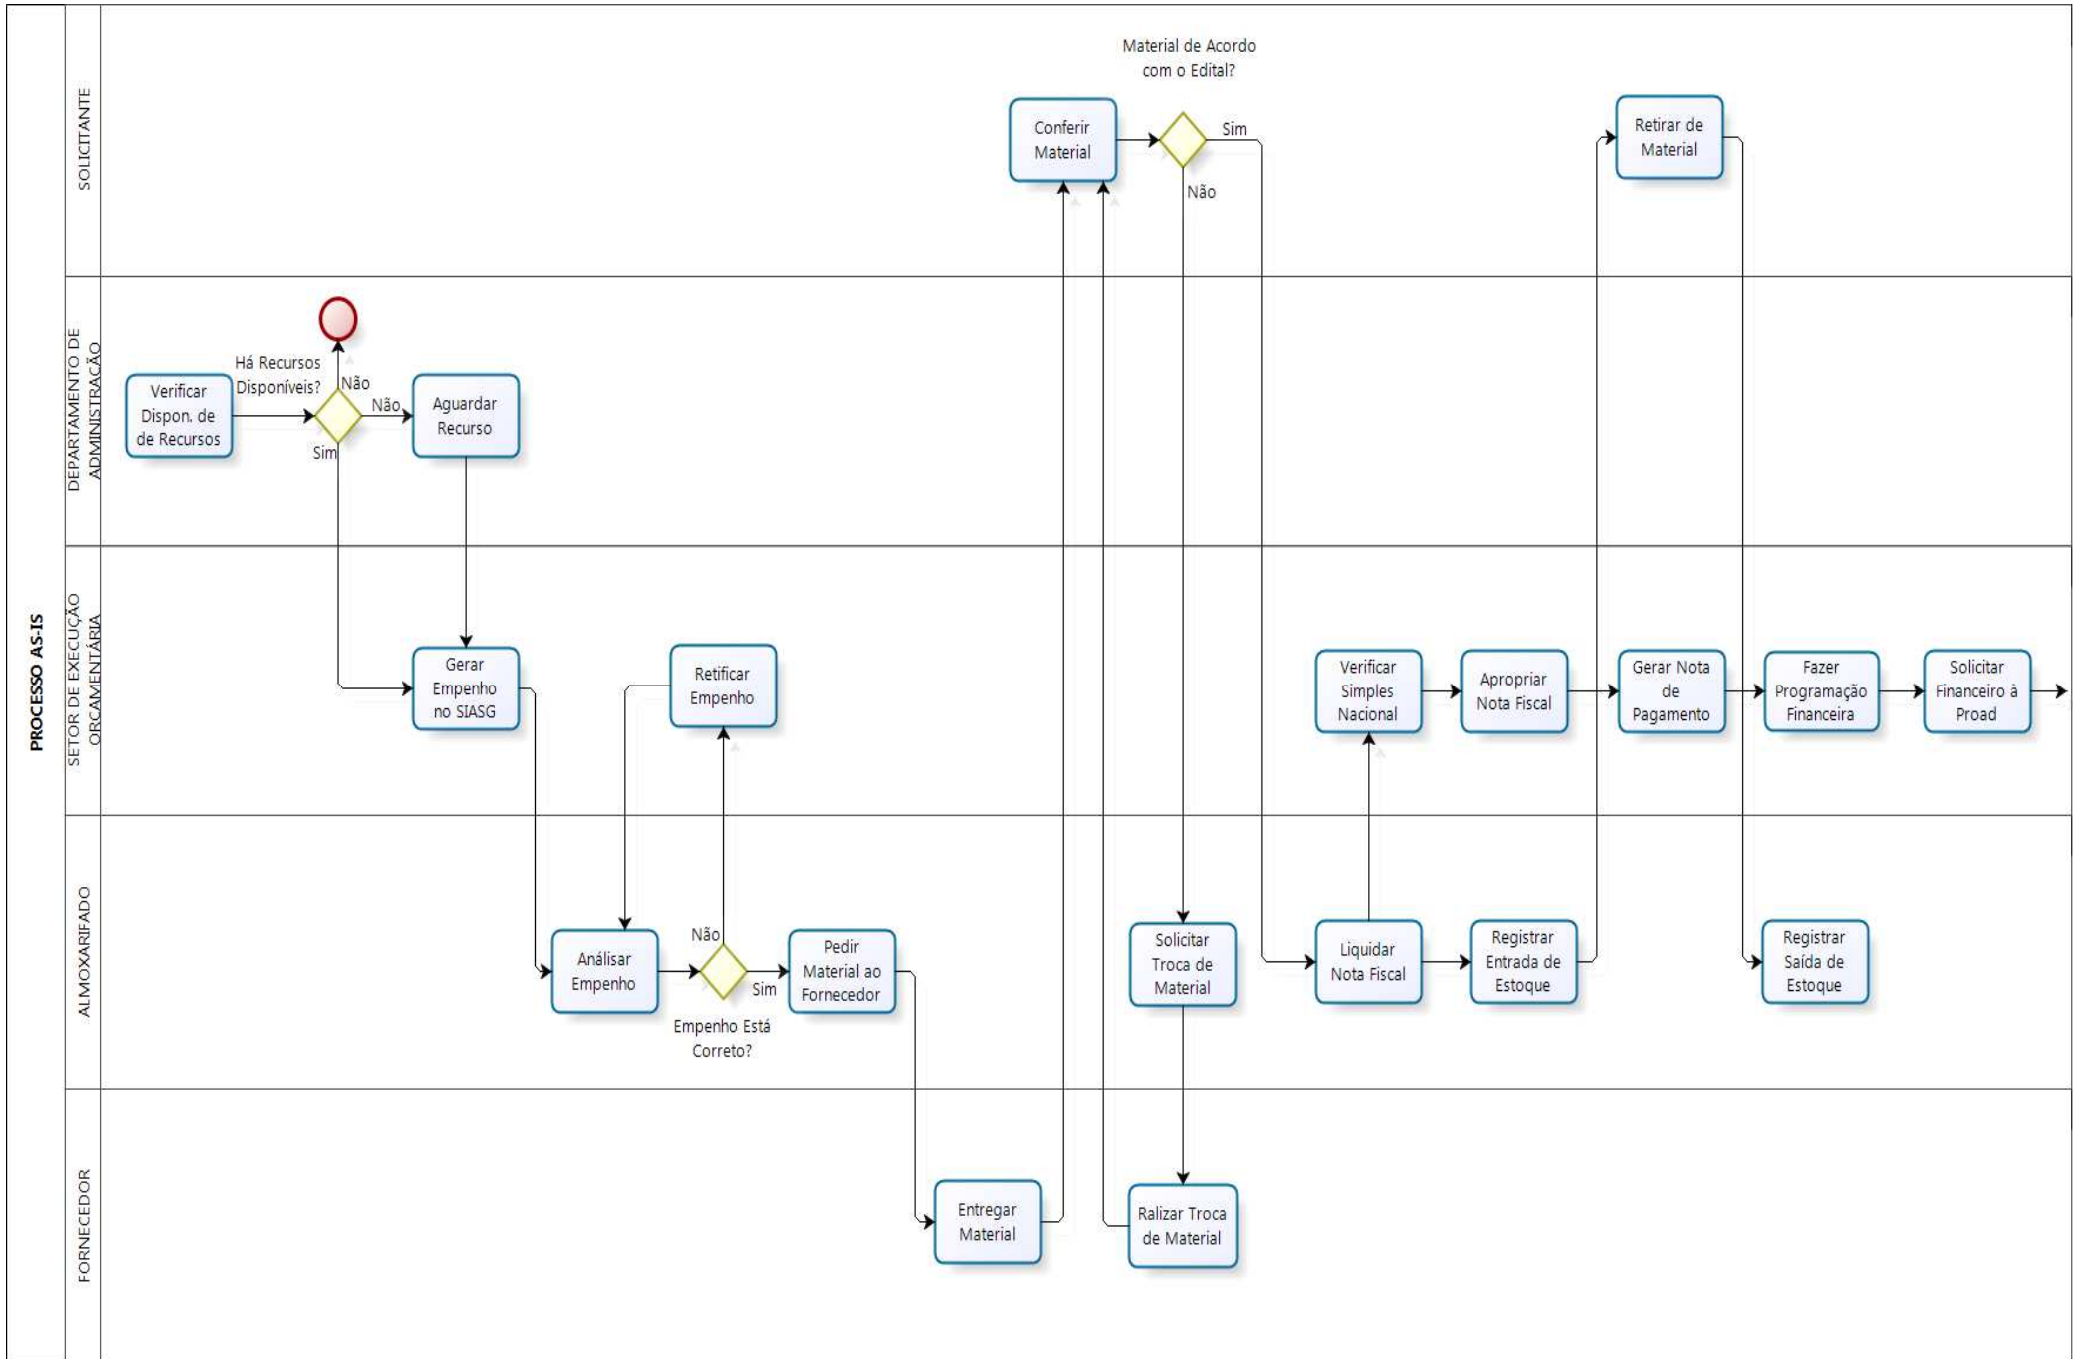 PROCESSO AS-IS
SOLICITANTE
Material de Acordo
com o Edital?
Conferir
Material
Sim
Não
Retirar de
Material
DEPARTAMENTO DE
ADMINISTRAÇÃO
Verificar
Dispon. de
de Recursos
Há Recursos
Disponíveis?
Não
Não
Sim
Aguardar
Recurso
SETOR DE EXECUÇÃO
ORÇAMENTÁRIA
Gerar
Empenho
no SIASG
Retificar
Empenho
Verificar
Simples
Nacional
Apropriar
Nota Fiscal
Gerar Nota
de
Pagamento
Fazer
Programação
Financeira
Solicitar
Financeiro à
Proad
ALMOXARIFADO
Análisar
Empenho
Não
Sim
Empenho Está
Correto?
Pedir
Material ao
Fornecedor
Solicitar
Troca de
Material
Liquidar
Nota Fiscal
Registrar
Entrada de
Estoque
Registrar
Saída de
Estoque
FORNECEDOR
Entregar
Material
Ralizar Troca
de Material